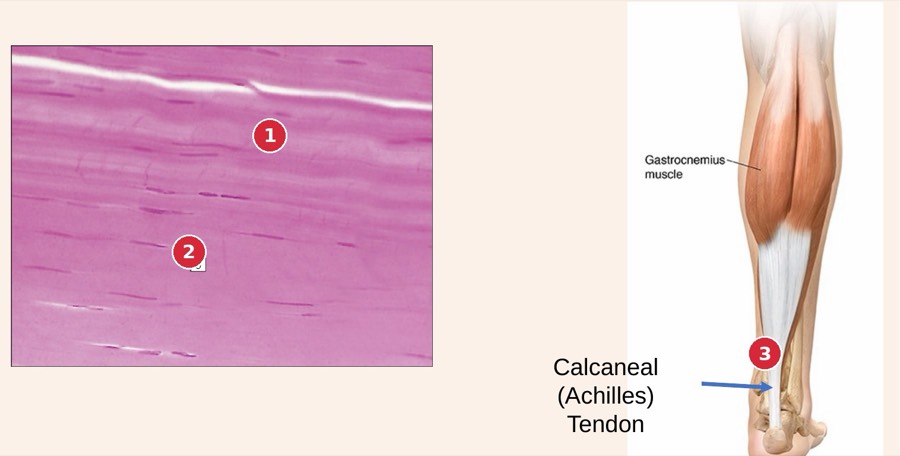 1
2
Gastrocnemius
muscle
3
Calcaneal
(Achilles)
Tendon